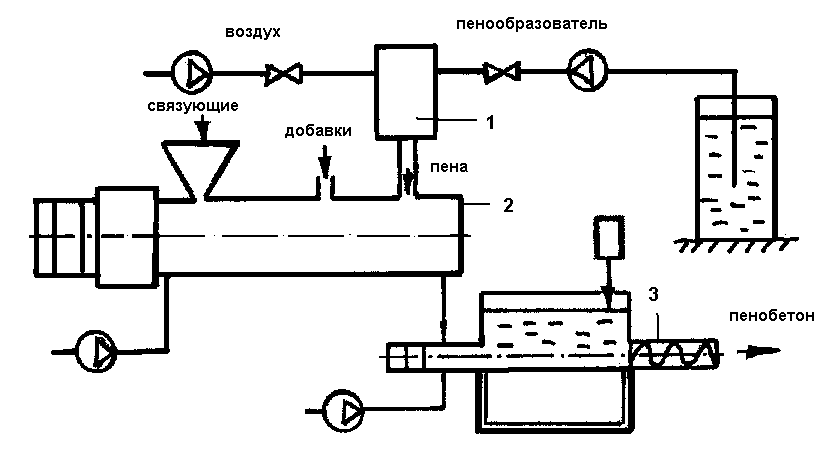 пенообразователь
воздух
связующие
добавки
1
пена
2
3
пенобетон